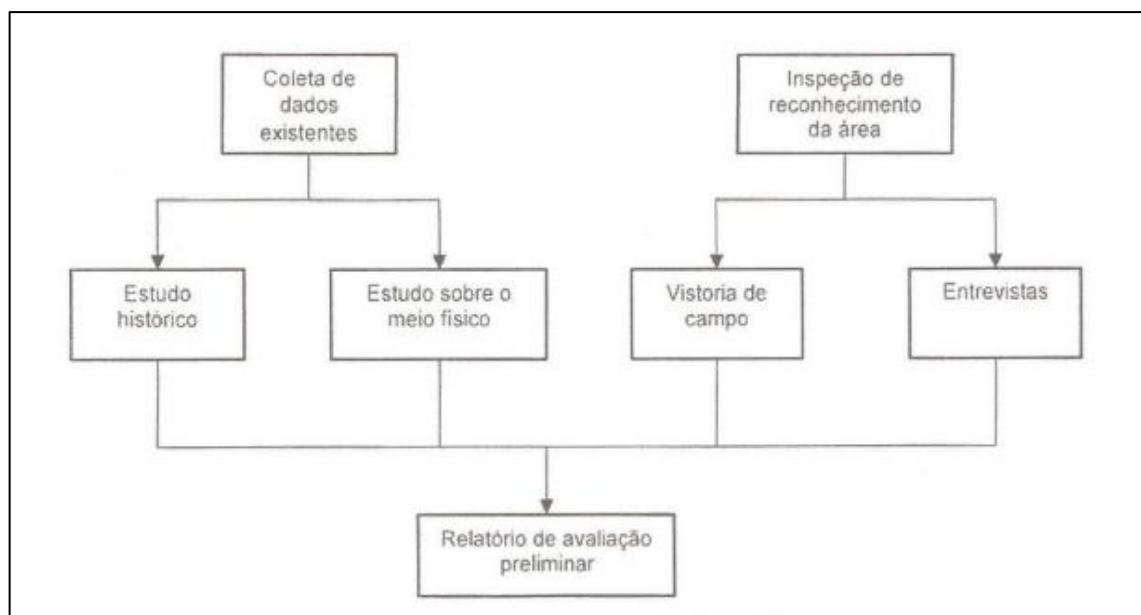 Coleta de
dados
existentes
Inspeção de
reconhecimento
da área
Estudo
histórico
Estudo sobre o
meio físico
Vistoria de
campo
Entrevistas
Relatório de avaliação
preliminar